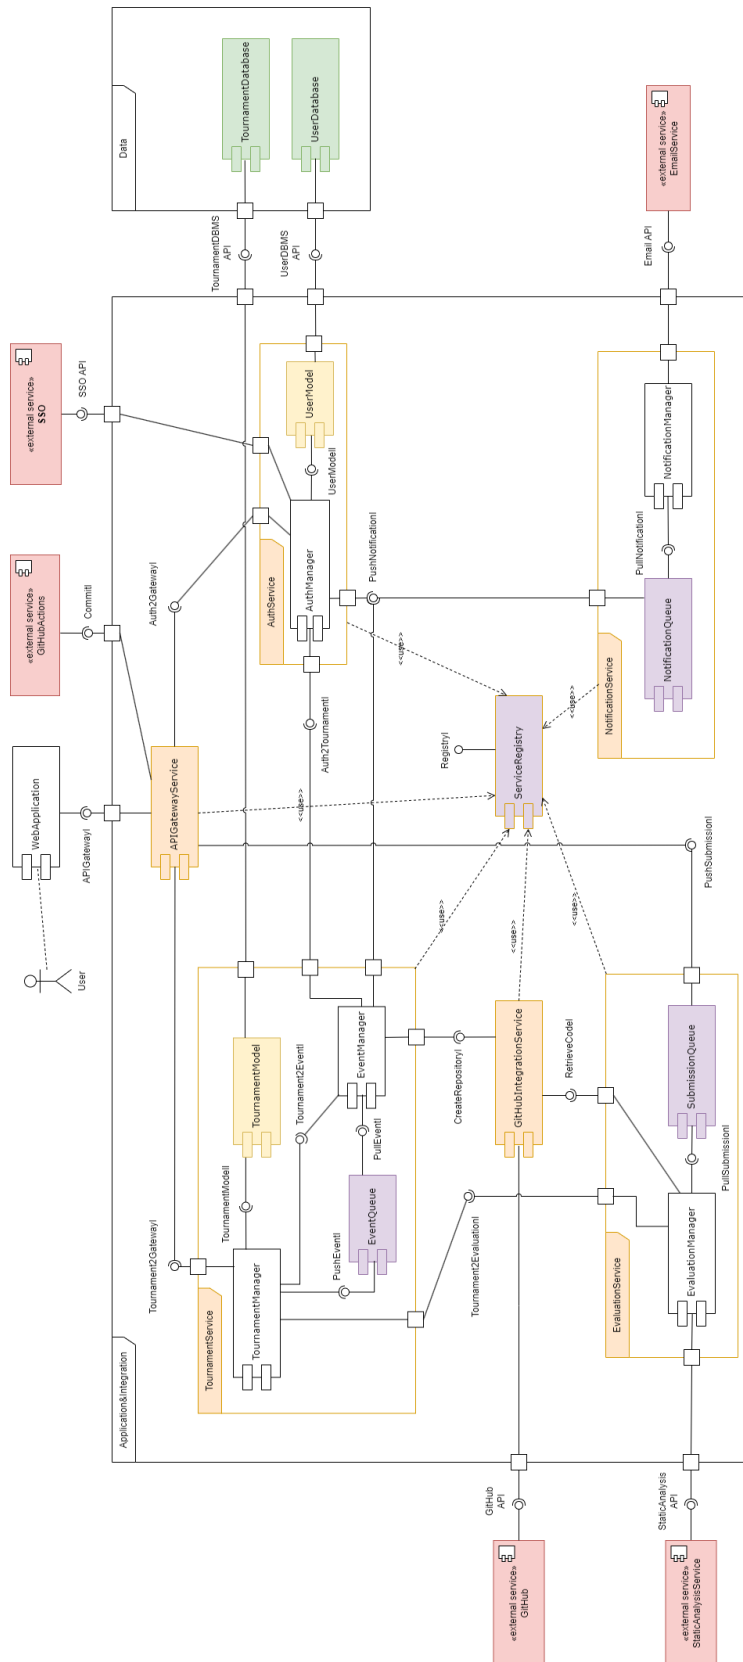 User
WebApplication
«external service»
GitHubActions
«external service»
SSO
APIGatewayI
CommitI
SSO API
Application&Integration
Data
Tournament2GatewayI
Auth2GatewayI
APIGatewayService
TournamentService
TournamentDBMS
API
TournamentDatabase
TournamentModelI
TournamentManager
TournamentModel
AuthService
UserDBMS
API
UserDatabase
Tournament2EventI
<<use>>
AuthManager
UserModel
Auth2TournamentI
UserModelI
PushEventI
EventManager
EventQueue
PullEventI
PushNotificationI
<<use>>
<<use>>
RegistryI
CreateRepositoryI
Tournament2EvaluationI
GitHub
API
«external service»
GitHub
GitHubIntegrationService
<<use>>
ServiceRegistry
RetrieveCodeI
<<use>>
<<use>>
EvaluationService
NotificationService
PullNotificationI
Email API
StaticAnalysis
API
«external service»
StaticAnalysisService
EvaluationManager
SubmissionQueue
NotificationQueue
NotificationManager
«external service»
EmailService
PullSubmissionI
PushSubmissionI